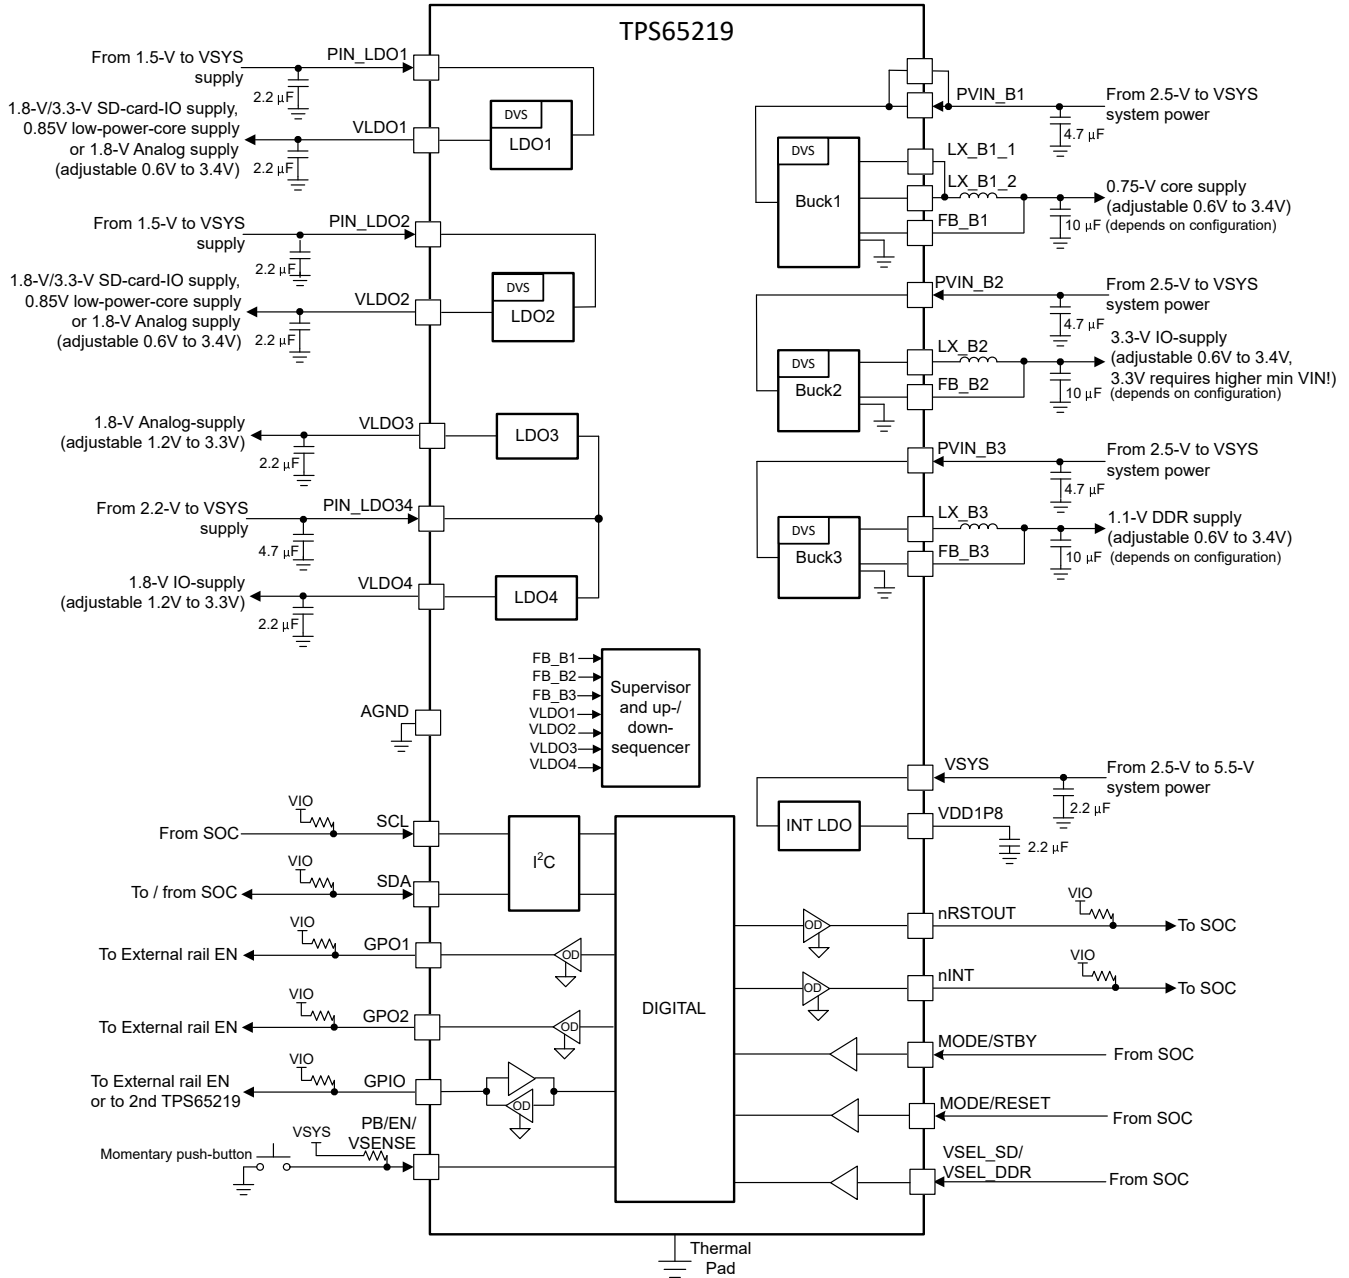 TPS65219
From 1.5-V to VSYS
supply
PIN_LDO1
2.2 μF
1.8-V/3.3-V SD-card-IO supply,
0.85V low-power-core supply
or 1.8-V Analog supply
(adjustable 0.6V to 3.4V)
VLDO1
2.2 μF
DVS
LDO1
From 1.5-V to VSYS
supply
PIN_LDO2
2.2 μF
1.8-V/3.3-V SD-card-IO supply,
0.85V low-power-core supply
or 1.8-V Analog supply
(adjustable 0.6V to 3.4V)
VLDO2
2.2 μF
DVS
LDO2
1.8-V Analog-supply
(adjustable 1.2V to 3.3V)
VLDO3
2.2 μF
LDO3
From 2.2-V to VSYS
supply
PIN_LDO34
4.7 μF
1.8-V IO-supply
(adjustable 1.2V to 3.3V)
VLDO4
2.2 μF
LDO4
PVIN_B1
From 2.5-V to VSYS
system power
4.7 μF
DVS
Buck1
LX_B1_1
LX_B1_2
FB_B1
0.75-V core supply
(adjustable 0.6V to 3.4V)
10 μF (depends on configuration)
PVIN_B2
From 2.5-V to VSYS
system power
4.7 μF
DVS
Buck2
LX_B2
FB_B2
3.3-V IO-supply
(adjustable 0.6V to 3.4V,
3.3V requires higher min VIN!)
10 μF (depends on configuration)
PVIN_B3
From 2.5-V to VSYS
system power
4.7 μF
DVS
Buck3
LX_B3
FB_B3
1.1-V DDR supply
(adjustable 0.6V to 3.4V)
10 μF (depends on configuration)
FB_B1
FB_B2
FB_B3
VLDO1
VLDO2
VLDO3
VLDO4
Supervisor
and up-/
down-
sequencer
AGND
VSYS
From 2.5-V to 5.5-V
system power
2.2 μF
INT LDO
VDD1P8
2.2 μF
From SOC
VIO
SCL
To / from SOC
VIO
SDA
I²C
To External rail EN
VIO
GPO1
OD
To External rail EN
VIO
GPO2
OD
To External rail EN
or to 2nd TPS65219
VIO
GPIO
OD
Momentary push-button
VSYS
PB/EN/
VSENSE
DIGITAL
OD
nRSTOUT
VIO
To SOC
OD
nINT
VIO
To SOC
MODE/STBY
From SOC
MODE/RESET
From SOC
VSEL_SD/
VSEL_DDR
From SOC
Thermal
Pad